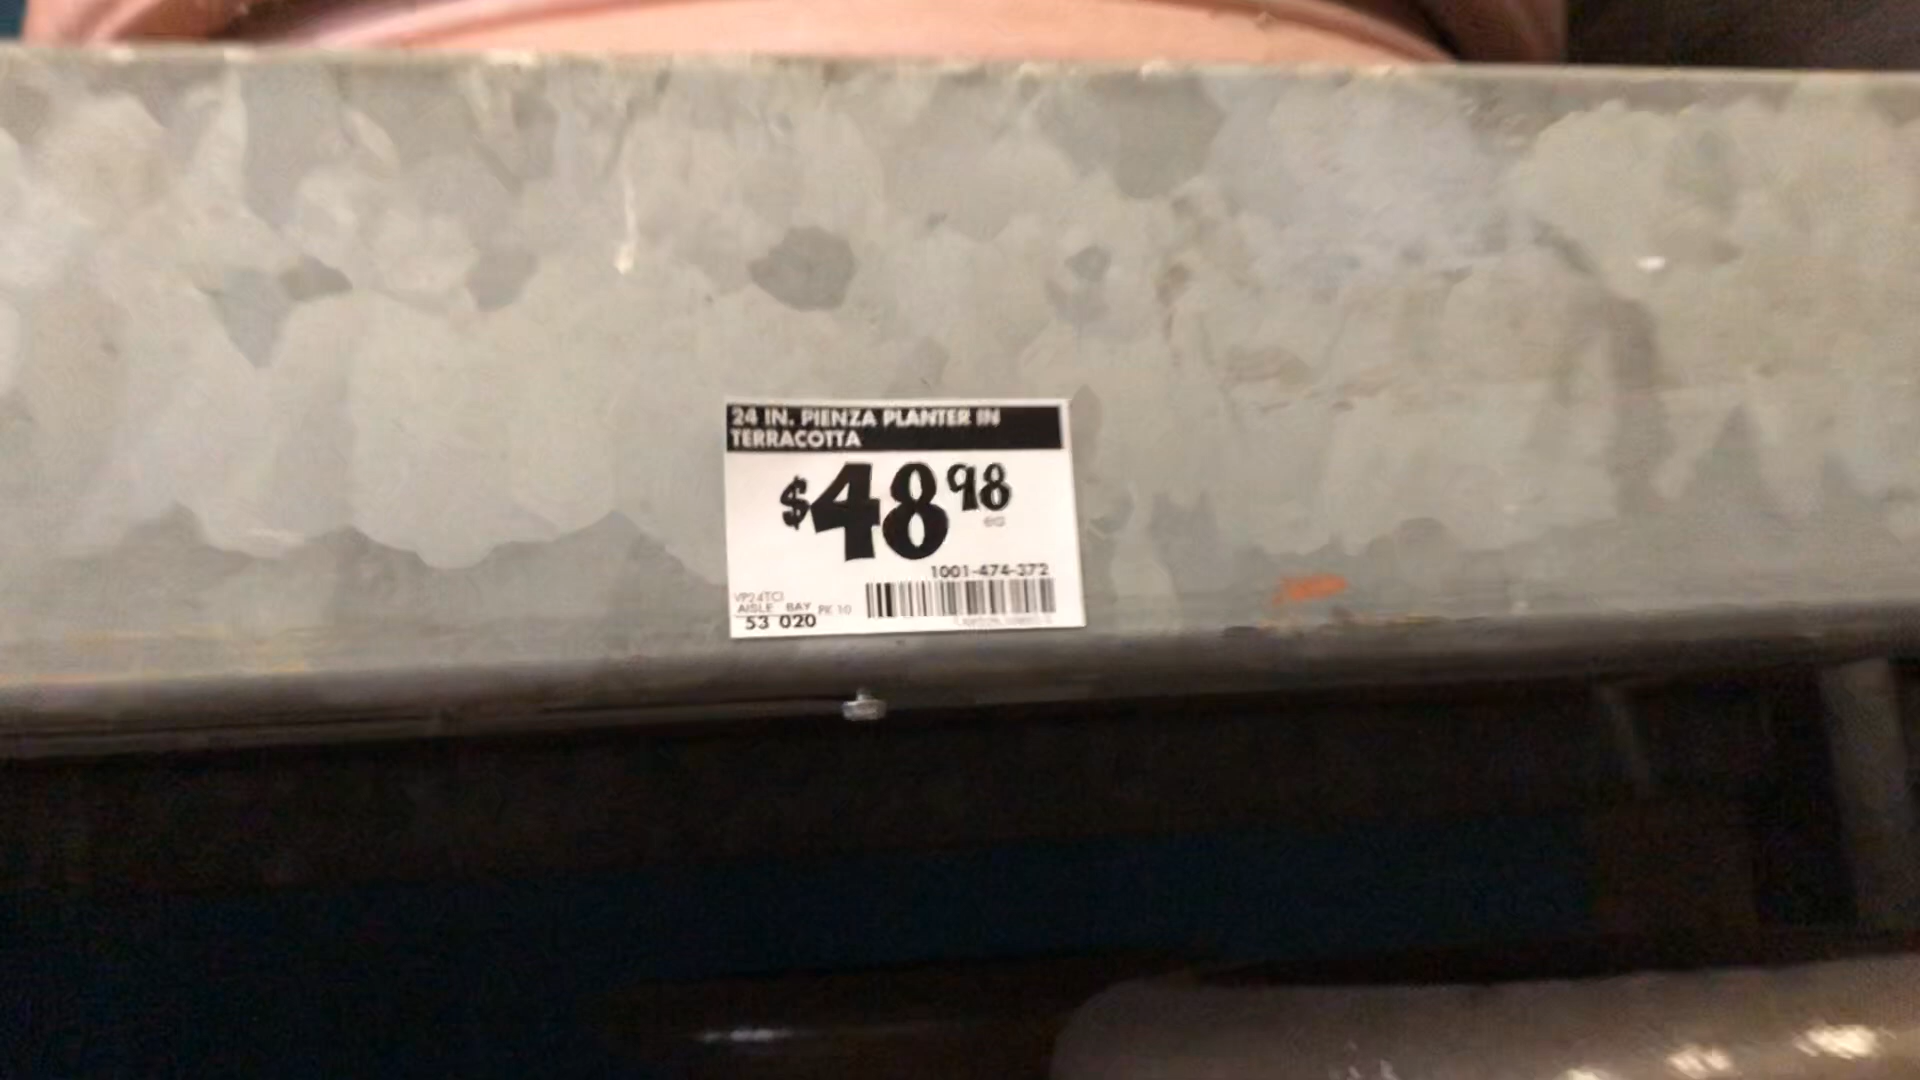 24 IN. PIENZA PLANTER IN
TERRACOTTA
$48 98
ea
1001-474-372
VP24TCI
AISLE BAY PK 10
53 020